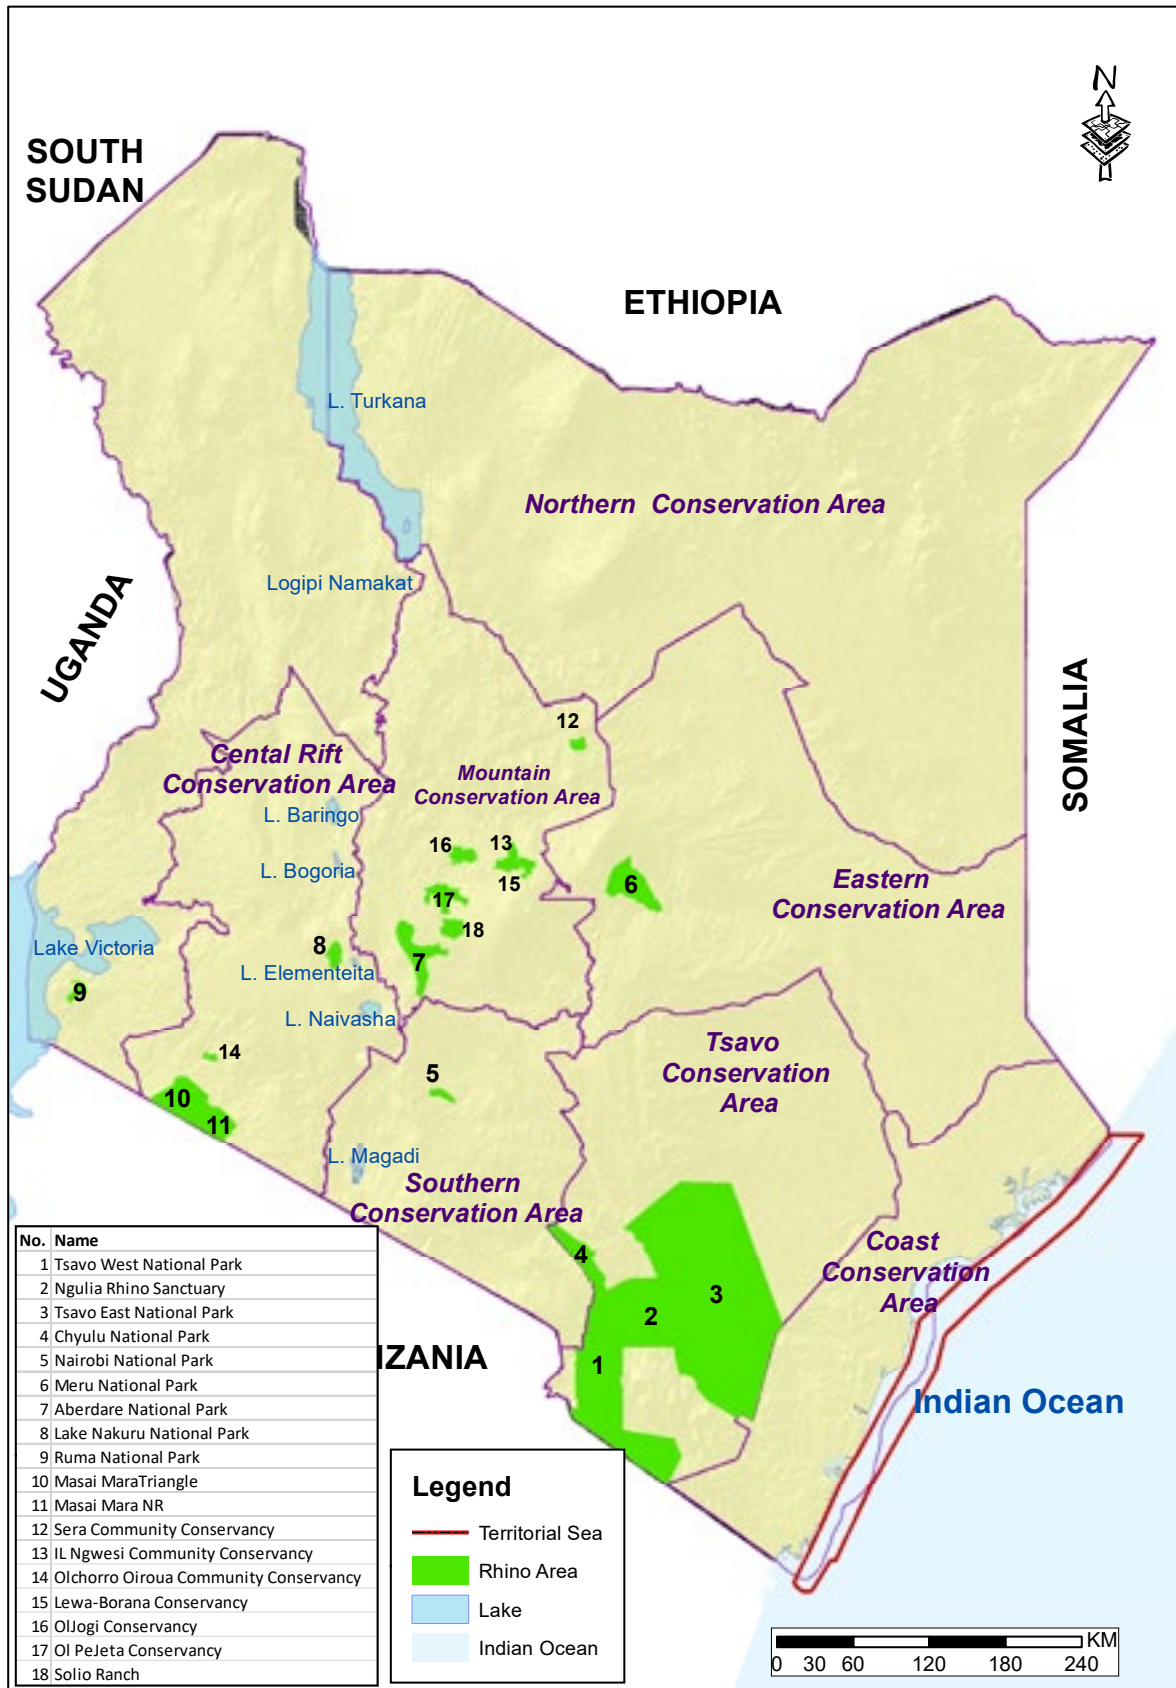 N
SOUTH
SUDAN
ETHIOPIA
L. Turkana
Northern  Conservation Area
Logipi Namakat
UGANDA
SOMALIA
12
Cental Rift
Conservation Area
Mountain
Conservation Area
L. Baringo
16
13
L. Bogoria
15
6
17
Eastern
Conservation Area
18
Lake Victoria
8
7
L. Elementeita
9
L. Naivasha
14
5
Tsavo
Conservation
Area
10
11
L. Magadi
Southern
Conservation Area
4
Coast
Conservation
Area
3
2
1
IZANIA
Indian Ocean
No. Name
1 Tsavo West National Park
2 Ngulia Rhino Sanctuary
3 Tsavo East National Park
4 Chyulu National Park
5 Nairobi National Park
6 Meru National Park
7 Aberdare National Park
8 Lake Nakuru National Park
9 Ruma National Park
10 Masai MaraTriangle
11 Masai Mara NR
12 Sera Community Conservancy
13 IL Ngwesi Community Conservancy
14 Olchorro Oiroua Community Conservancy
15 Lewa-Borana Conservancy
16 OlJogi Conservancy
17 Ol PeJeta Conservancy
18 Solio Ranch
Legend
Territorial Sea
Rhino Area
Lake
Indian Ocean
KM
0 30 60 120 180 240